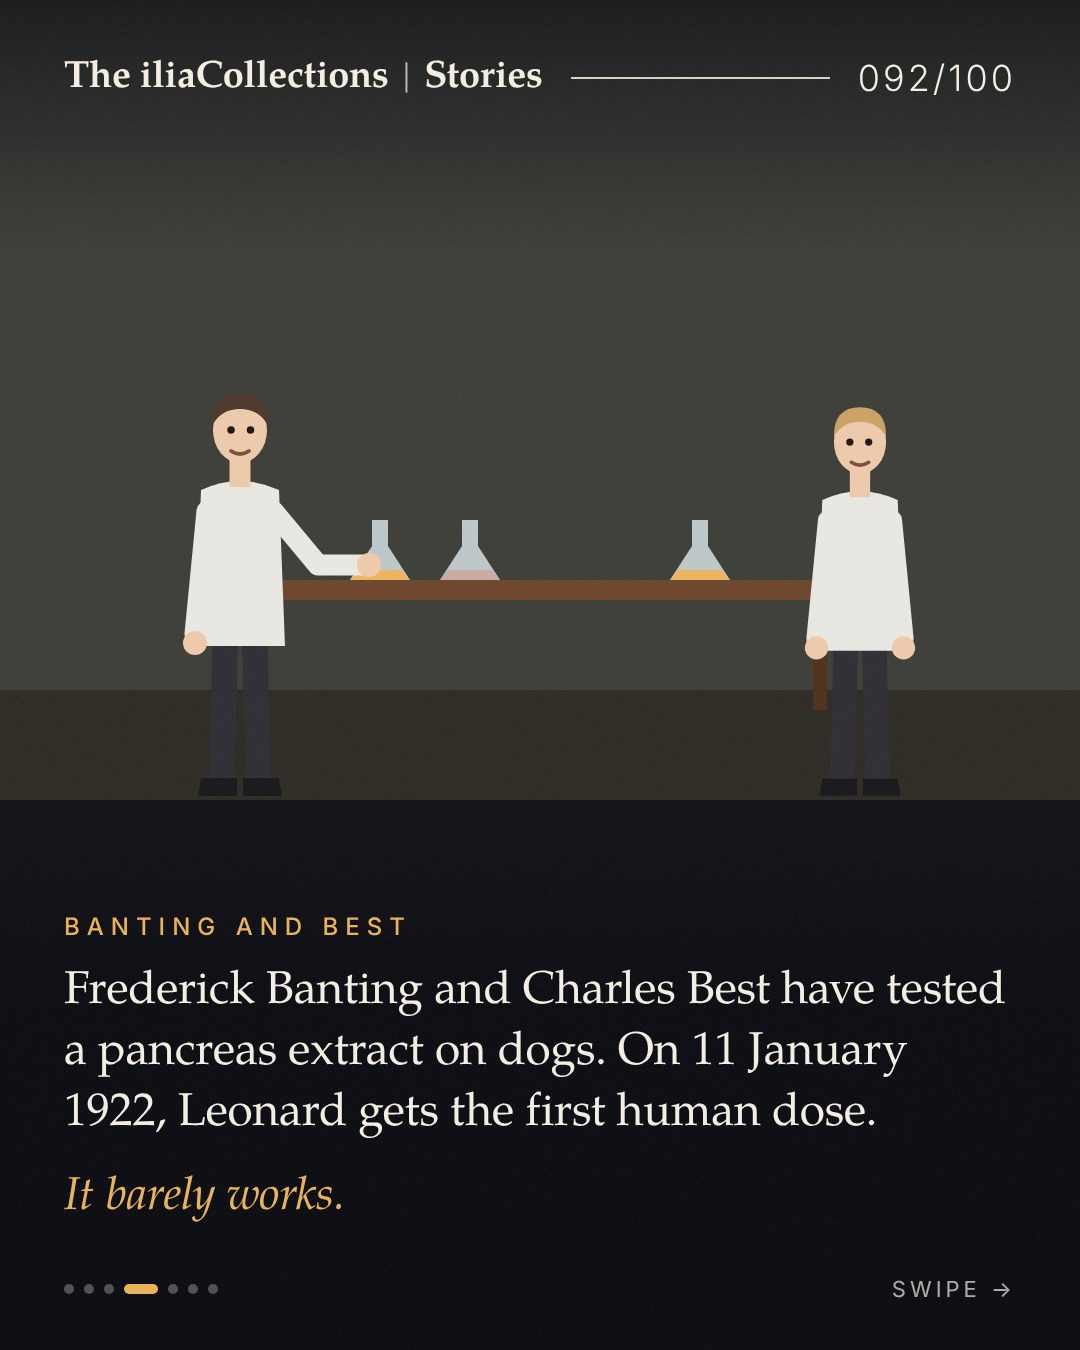 The iliaCollections | Stories 092/100
BANTING AND BEST
Frederick Banting and Charles Best have tested
a pancreas extract on dogs. On 11 January
1922, Leonard gets the first human dose.
It barely works.
SWIPE →